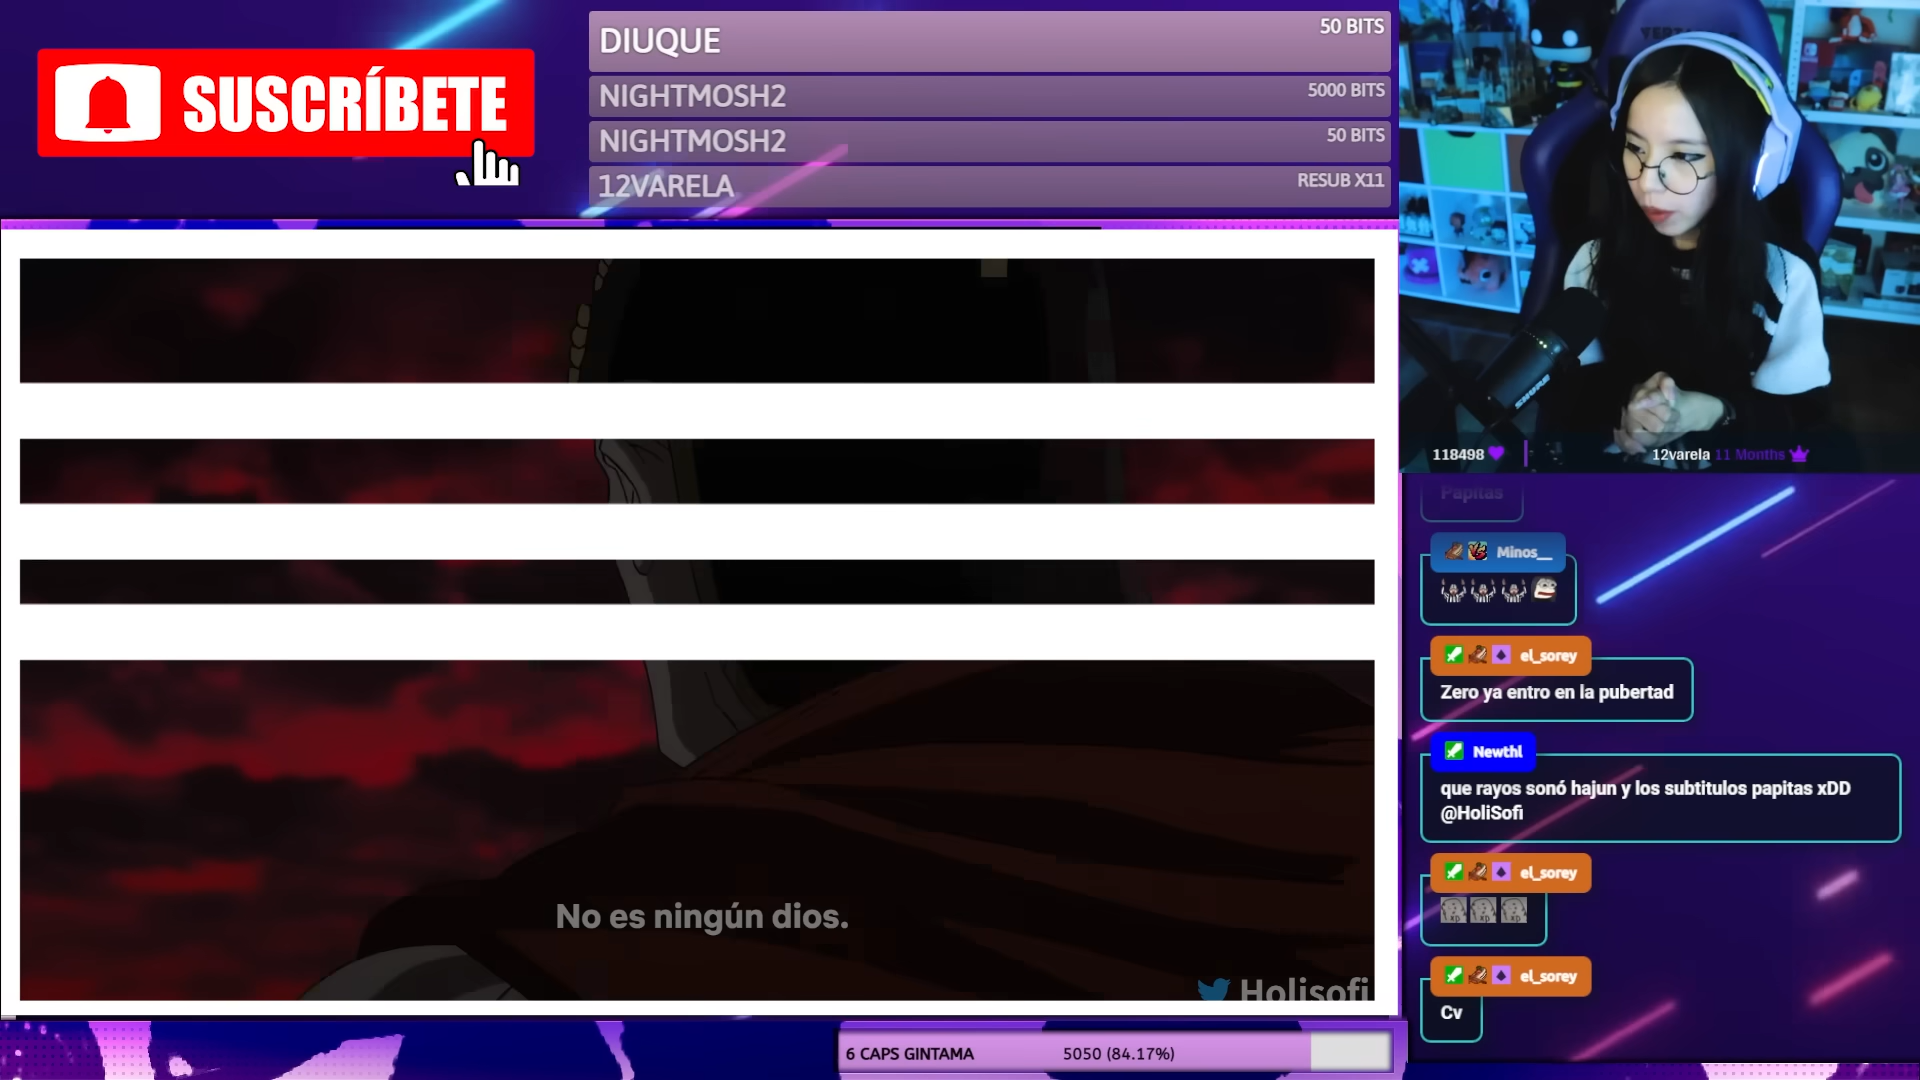 SUSCRÍBETE
DIUQUE 50 BITS
NIGHTMOSH2 5000 BITS
NIGHTMOSH2 50 BITS
12VARELA RESUB X11
118498
12varela 11 Months
No es ningún dios.
Holisofi
6 CAPS GINTAMA 5050 (84.17%)
Papitas
Minos__
el_sorey
Zero ya entro en la pubertad
Newthl
que rayos sonó hajun y los subtitulos papitas xDD
@HoliSofi
el_sorey
el_sorey
Cv